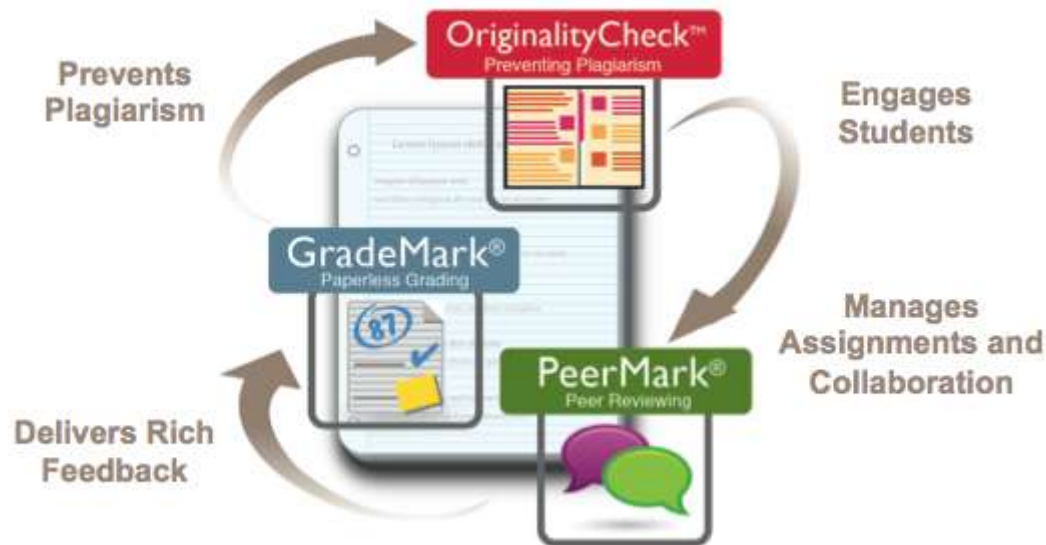 OriginalityCheck™
Preventing Plagiarism
Prevents
Plagiarism
Engages
Students
GradeMark®
Paperless Grading
87
Manages
Assignments and
Collaboration
PeerMark®
Peer Reviewing
Delivers Rich
Feedback